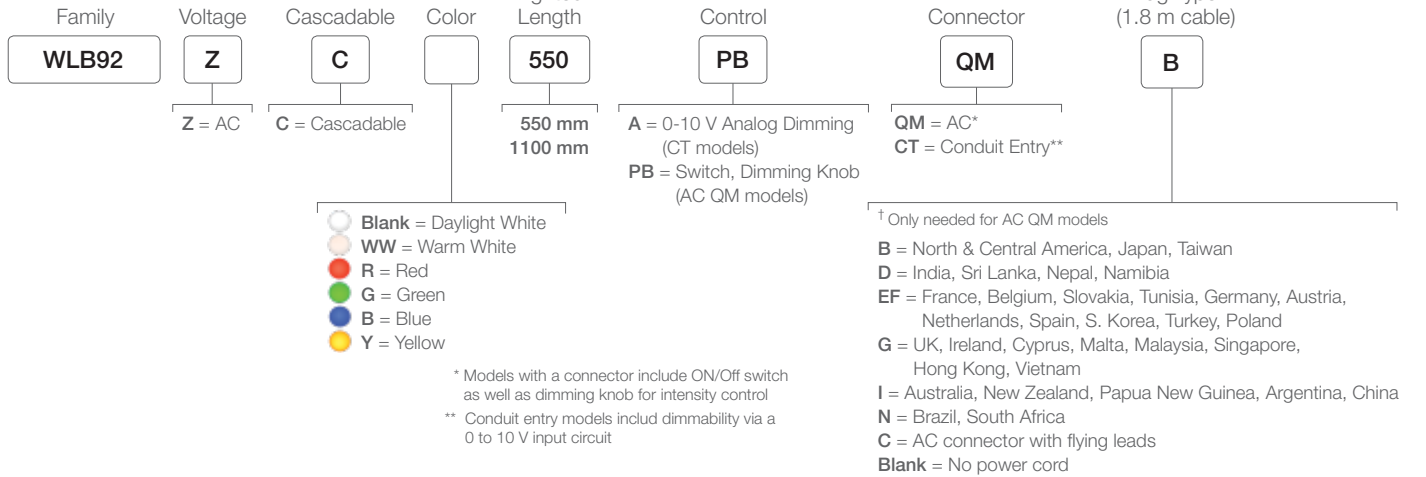 Family
Voltage
Cascadable
Color
Length
Control
Connector
(1.8 m cable)
WLB92
Z
C
550
PB
QM
B
Z = AC
C = Cascadable
550 mm
1100 mm
A = 0-10 V Analog Dimming
(CT models)
PB = Switch, Dimming Knob
(AC QM models)
QM = AC*
CT = Conduit Entry**
Blank = Daylight White
WW = Warm White
R = Red
G = Green
B = Blue
Y = Yellow
* Models with a connector include ON/Off switch
as well as dimming knob for intensity control
** Conduit entry models includ dimmability via a
0 to 10 V input circuit
† Only needed for AC QM models
B = North & Central America, Japan, Taiwan
D = India, Sri Lanka, Nepal, Namibia
EF = France, Belgium, Slovakia, Tunisia, Germany, Austria,
Netherlands, Spain, S. Korea, Turkey, Poland
G = UK, Ireland, Cyprus, Malta, Malaysia, Singapore,
Hong Kong, Vietnam
I = Australia, New Zealand, Papua New Guinea, Argentina, China
N = Brazil, South Africa
C = AC connector with flying leads
Blank = No power cord